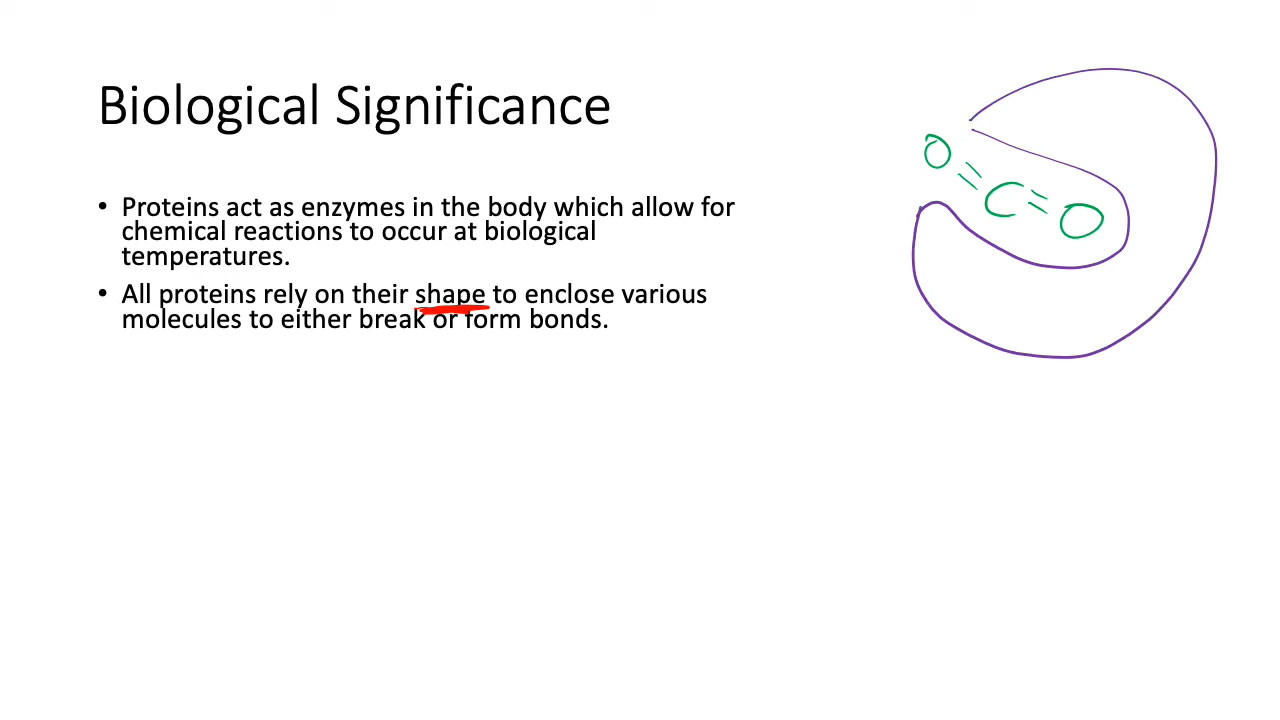 Biological Significance
• Proteins act as enzymes in the body which allow for
chemical reactions to occur at biological
temperatures.
• All proteins rely on their shape to enclose various
molecules to either break or form bonds.
O=C=O